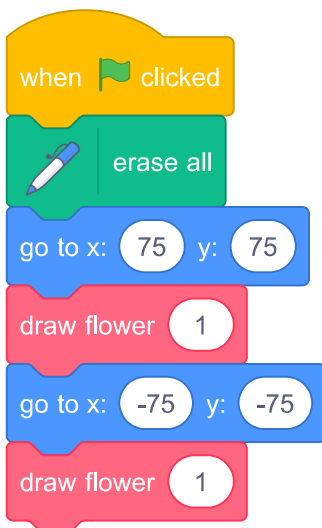 when clicked
erase all
go to x: 75 y: 75
draw flower 1
go to x: -75 y: -75
draw flower 1